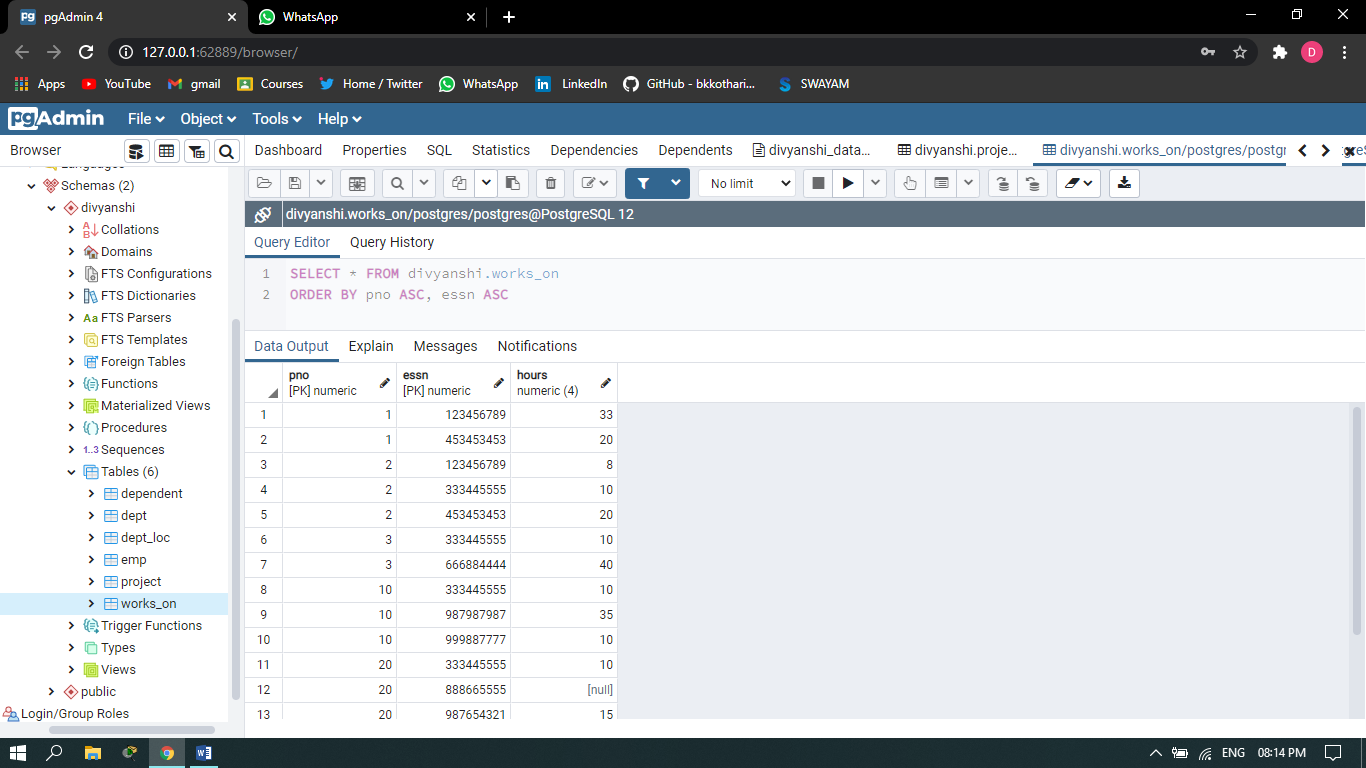 pgAdmin 4
WhatsApp
127.0.0.1:62889/browser/
D
Apps YouTube gmail Courses Home / Twitter WhatsApp LinkedIn GitHub - bkkothari... SWAYAM
pgAdmin File Object Tools Help
Browser
Dashboard Properties SQL Statistics Dependencies Dependents divyanshi_data... divyanshi.proje... divyanshi.works_on/postgres/postgr
No limit
divyanshi.works_on/postgres/postgres@PostgreSQL 12
Query Editor Query History
1 SELECT * FROM divyanshi.works_on
2 ORDER BY pno ASC, essn ASC
Languages
Schemas (2)
divyanshi
Collations
Domains
FTS Configurations
FTS Dictionaries
Aa FTS Parsers
FTS Templates
Foreign Tables
Functions
Materialized Views
Procedures
1..3 Sequences
Tables (6)
dependent
dept
dept_loc
emp
project
works_on
Trigger Functions
Types
Views
public
Login/Group Roles
Data Output Explain Messages Notifications
pno essn hours
[PK] numeric [PK] numeric numeric (4)
1 1 123456789 33
2 1 453453453 20
3 2 123456789 8
4 2 333445555 10
5 2 453453453 20
6 3 333445555 10
7 3 666884444 40
8 10 333445555 10
9 10 987987987 35
10 10 999887777 10
11 20 333445555 10
12 20 888665555 [null]
13 20 987654321 15
ENG 08:14 PM